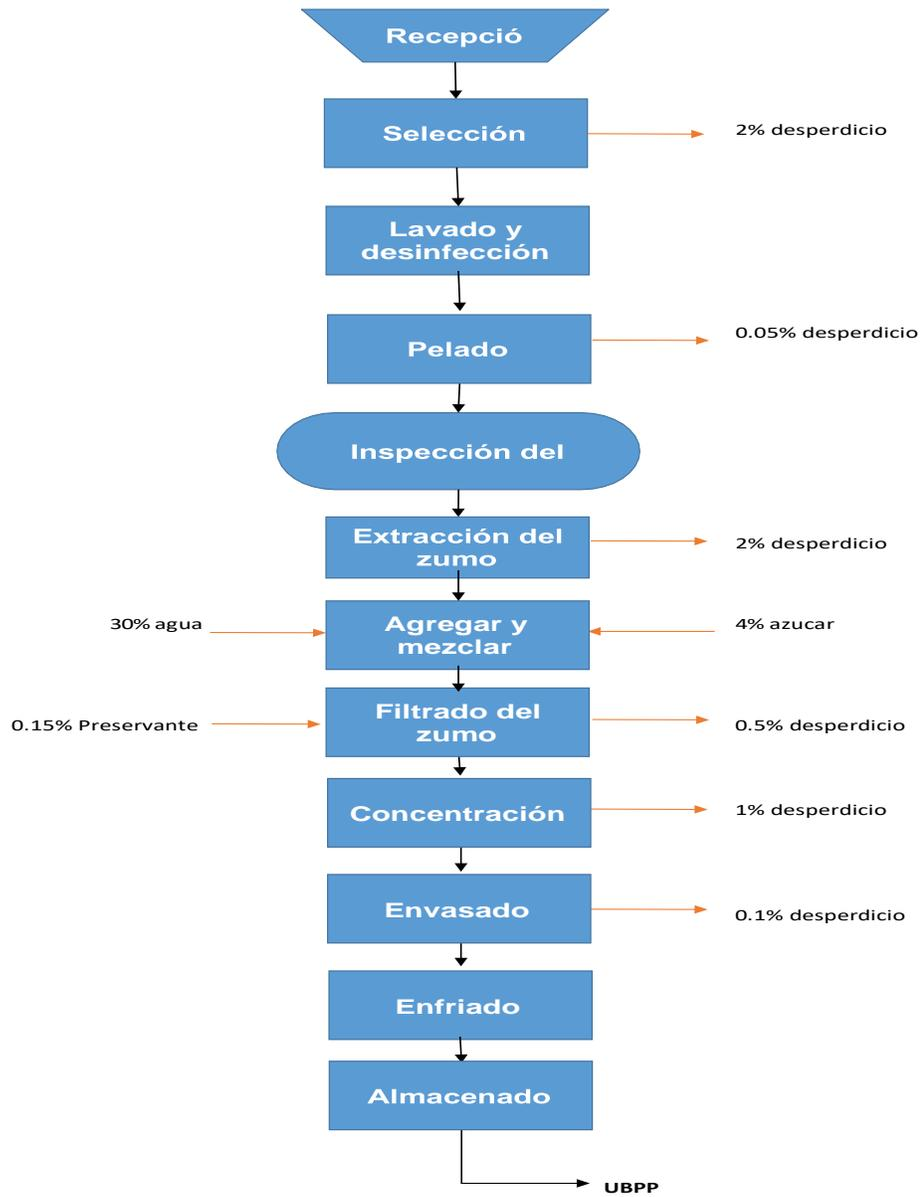 Recepció
Selección
2% desperdicio
Lavado y
desinfección
Pelado
0.05% desperdicio
Inspección del
Extracción del
zumo
2% desperdicio
30% agua
Agregar y
mezclar
4% azucar
0.15% Preservante
Filtrado del
zumo
0.5% desperdicio
Concentración
1% desperdicio
Envasado
0.1% desperdicio
Enfriado
Almacenado
UBPP